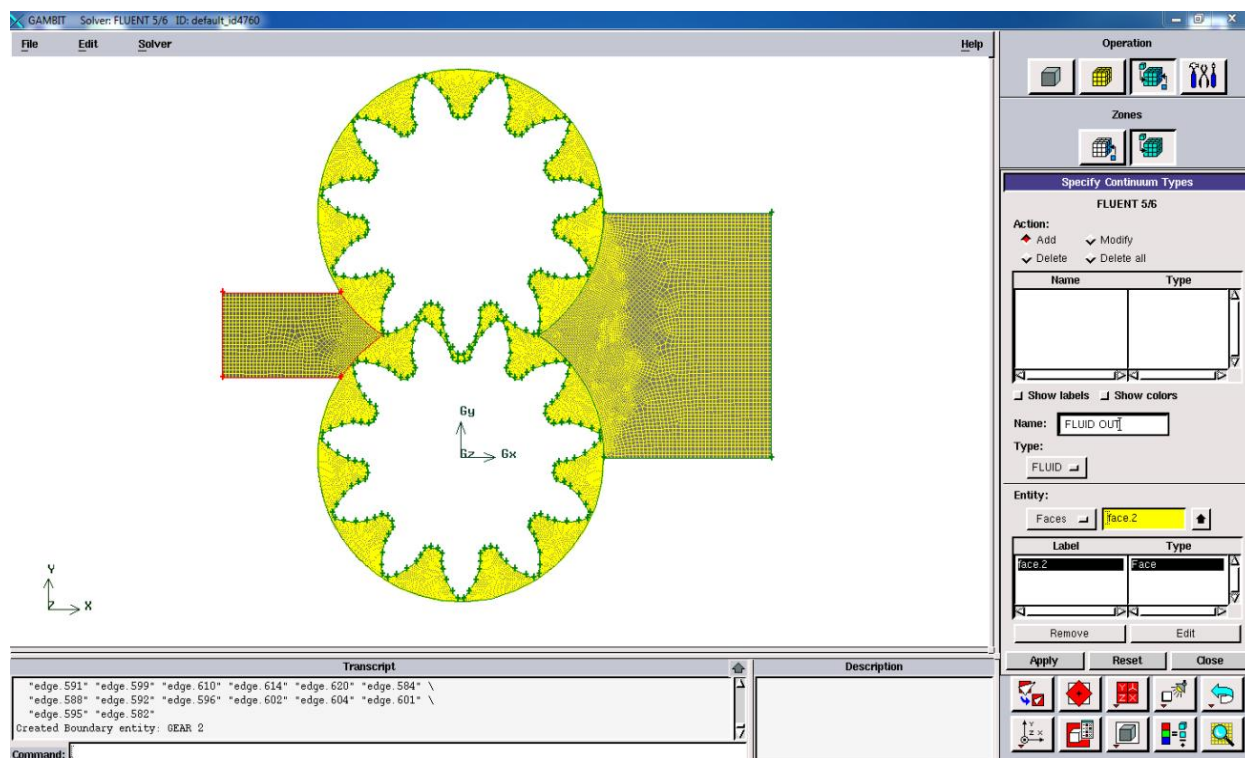 GAMBIT Solver: FLUENT 5/6 ID: default_id4760
File Edit Solver Help
Operation
Zones
Specify Continuum Types
FLUENT 5/6
Action:
Add Modify
Delete Delete all
Name Type
Show labels Show colors
Name: FLUID OUT
Type:
FLUID
Entity:
Faces face.2
Label Type
face.2 Face
Remove Edit
Apply Reset Close
Gy
Gz Gx
Y
Z X
Transcript Description
"edge.591" "edge.599" "edge.610" "edge.614" "edge.620" "edge.584" \
"edge.588" "edge.592" "edge.596" "edge.602" "edge.604" "edge.601" \
"edge.595" "edge.582"
Created Boundary entity: GEAR 2
Command: